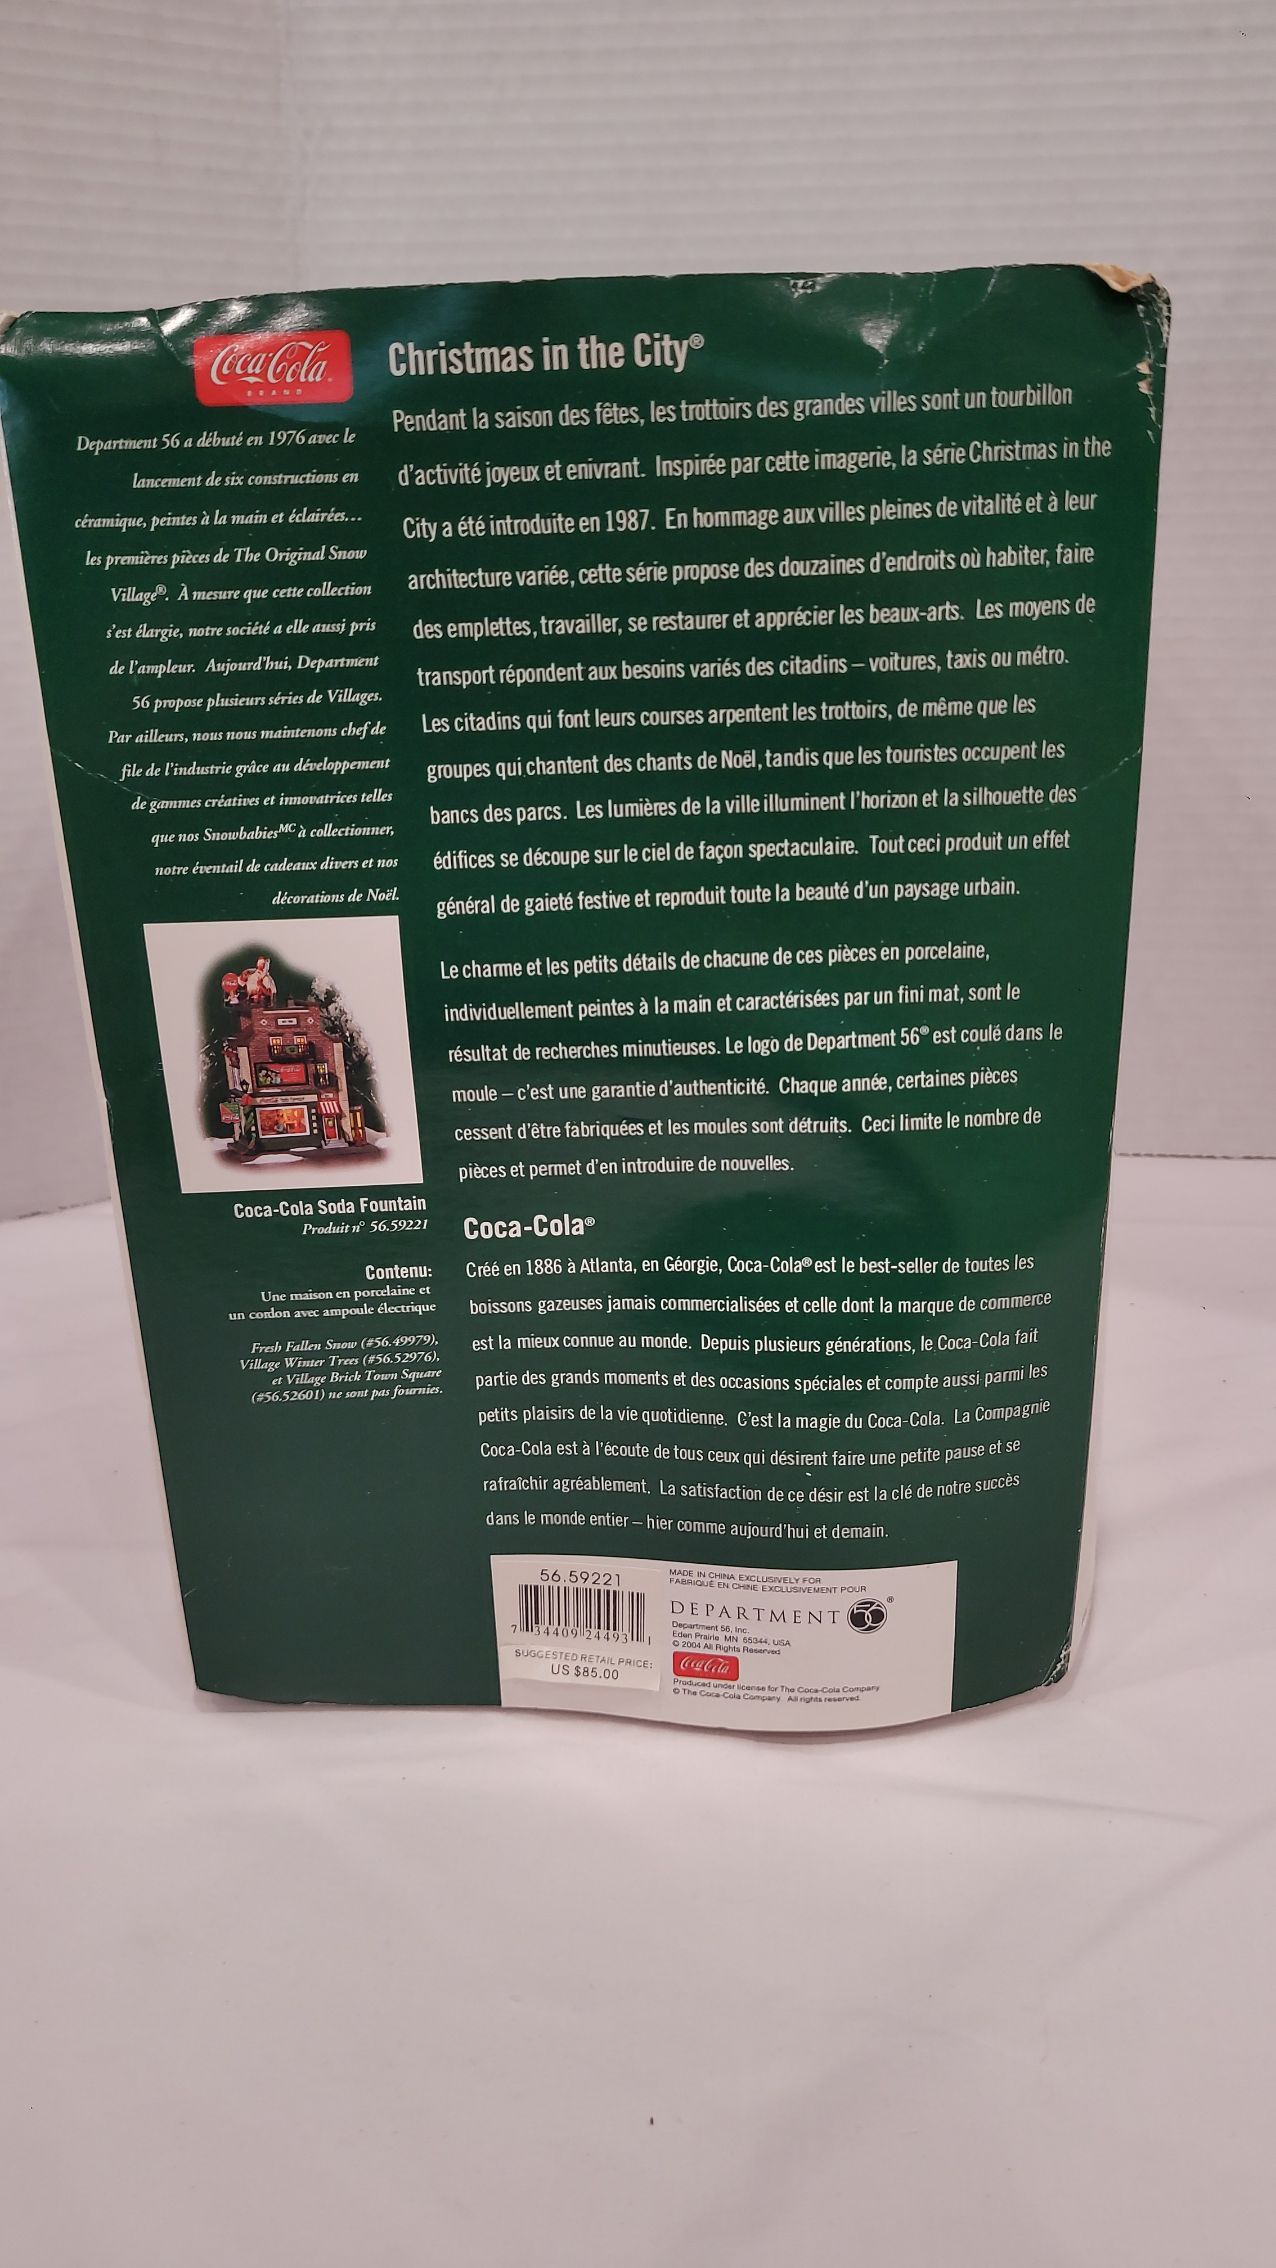 Coca-Cola
BRAND
Department 56 a débuté en 1976 avec le
lancement de six constructions en
céramique, peintes à la main et éclairées…
les premières pièces de The Original Snow
Village®. À mesure que cette collection
s'est élargie, notre société a elle aussi pris
de l'ampleur. Aujourd'hui, Department
56 propose plusieurs séries de Villages.
Par ailleurs, nous nous maintenons chef de
file de l'industrie grâce au développement
de gammes créatives et innovatrices telles
que nos Snowbabies MC à collectionner,
notre éventail de cadeaux divers et nos
décorations de Noël.
Coca-Cola Soda Fountain
Produit n° 56.59221
Contenu:
Une maison en porcelaine et
un cordon avec ampoule électrique
Fresh Fallen Snow (#56.49979),
Village Winter Trees (#56.52976),
et Village Brick Town Square
(#56.52601) ne sont pas fournies.
Christmas in the City®
Pendant la saison des fêtes, les trottoirs des grandes villes sont un tourbillon
d'activité joyeux et enivrant. Inspirée par cette imagerie, la série Christmas in the
City a été introduite en 1987. En hommage aux villes pleines de vitalité et à leur
architecture variée, cette série propose des douzaines d'endroits où habiter, faire
des emplettes, travailler, se restaurer et apprécier les beaux-arts. Les moyens de
transport répondent aux besoins variés des citadins – voitures, taxis ou métro.
Les citadins qui font leurs courses arpentent les trottoirs, de même que les
groupes qui chantent des chants de Noël, tandis que les touristes occupent les
bancs des parcs. Les lumières de la ville illuminent l'horizon et la silhouette des
édifices se découpe sur le ciel de façon spectaculaire. Tout ceci produit un effet
général de gaieté festive et reproduit toute la beauté d'un paysage urbain.
Le charme et les petits détails de chacune de ces pièces en porcelaine,
individuellement peintes à la main et caractérisées par un fini mat, sont le
résultat de recherches minutieuses. Le logo de Department 56® est coulé dans le
moule – c'est une garantie d'authenticité. Chaque année, certaines pièces
cessent d'être fabriquées et les moules sont détruits. Ceci limite le nombre de
pièces et permet d'en introduire de nouvelles.
Coca-Cola®
Créé en 1886 à Atlanta, en Géorgie, Coca-Cola® est le best-seller de toutes les
boissons gazeuses jamais commercialisées et celle dont la marque de commerce
est la mieux connue au monde. Depuis plusieurs générations, le Coca-Cola fait
partie des grands moments et des occasions spéciales et compte aussi parmi les
petits plaisirs de la vie quotidienne. C'est la magie du Coca-Cola. La Compagnie
Coca-Cola est à l'écoute de tous ceux qui désirent faire une petite pause et se
rafraîchir agréablement. La satisfaction de ce désir est la clé de notre succès
dans le monde entier – hier comme aujourd'hui et demain.
56.59221
7 34409 24493 1
SUGGESTED RETAIL PRICE:
US $85.00
MADE IN CHINA EXCLUSIVELY FOR
FABRIQUÉ EN CHINE EXCLUSIVEMENT POUR
DEPARTMENT 56®
Department 56, Inc.
Eden Prairie MN 55344, USA
© 2004 All Rights Reserved
Coca-Cola
Produced under license for The Coca-Cola Company
© The Coca-Cola Company. All rights reserved.